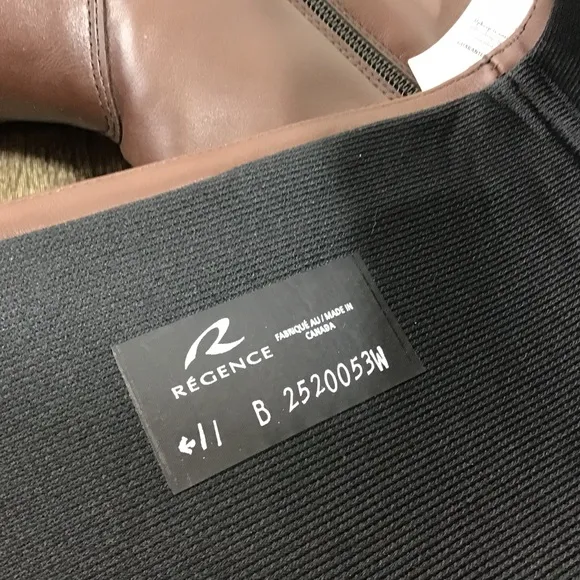 RÉGENCE
FABRIQUÉ AU / MADE IN
CANADA
←11 B 2520053W